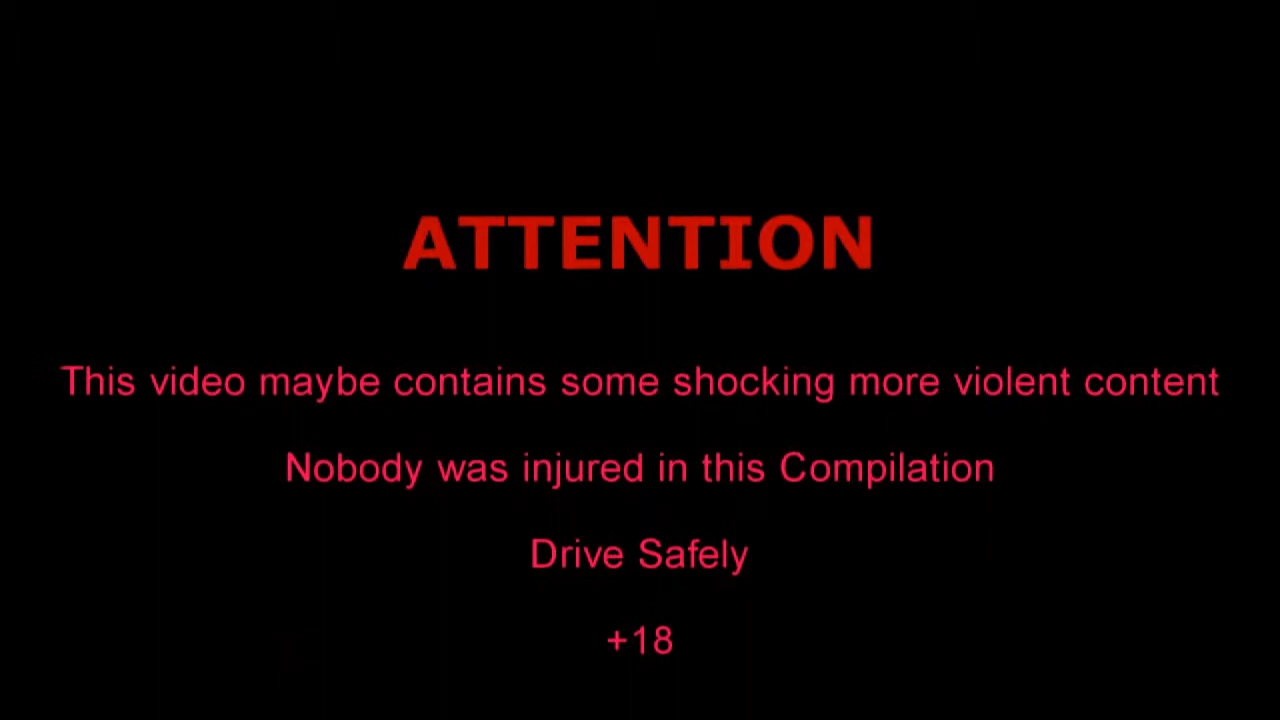 ATTENTION
This video maybe contains some shocking more violent content
Nobody was injured in this Compilation
Drive Safely
+18